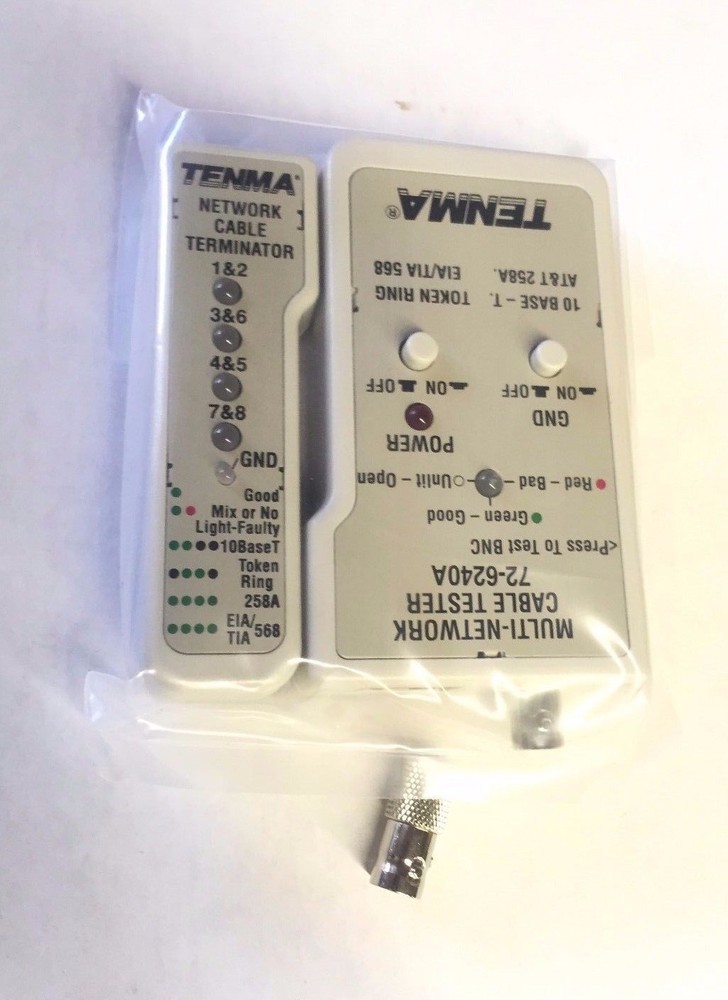 TENMA®
NETWORK
CABLE
TERMINATOR
1&2
3&6
4&5
7&8
GND
Good
Mix or No
Light-Faulty
10BaseT
Token
Ring
258A
EIA/
TIA 568
MULTI-NETWORK
CABLE TESTER
72-6240A
<Press To Test BNC
Green – Good
Red – Bad – Unlit – Open
GND POWER
ON OFF ON OFF
10 BASE – T. TOKEN RING
AT&T 258A. EIA/TIA 568
TENMA®